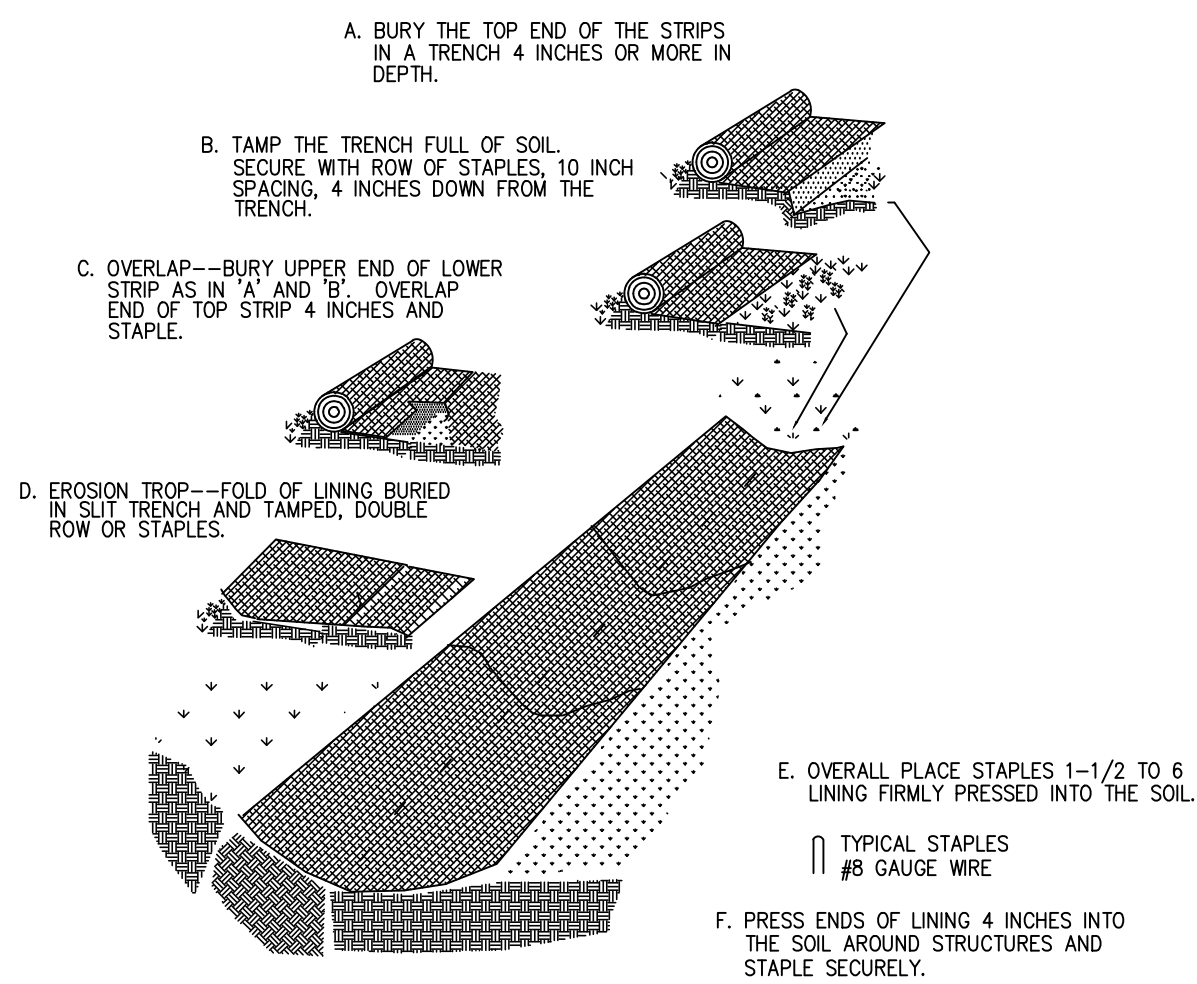 A. BURY THE TOP END OF THE STRIPS
IN A TRENCH 4 INCHES OR MORE IN
DEPTH.
B. TAMP THE TRENCH FULL OF SOIL.
SECURE WITH ROW OF STAPLES, 10 INCH
SPACING, 4 INCHES DOWN FROM THE
TRENCH.
C. OVERLAP--BURY UPPER END OF LOWER
STRIP AS IN 'A' AND 'B'. OVERLAP
END OF TOP STRIP 4 INCHES AND
STAPLE.
D. EROSION TROP--FOLD OF LINING BURIED
IN SLIT TRENCH AND TAMPED, DOUBLE
ROW OR STAPLES.
E. OVERALL PLACE STAPLES 1-1/2 TO 6
LINING FIRMLY PRESSED INTO THE SOIL.
TYPICAL STAPLES
#8 GAUGE WIRE
F. PRESS ENDS OF LINING 4 INCHES INTO
THE SOIL AROUND STRUCTURES AND
STAPLE SECURELY.